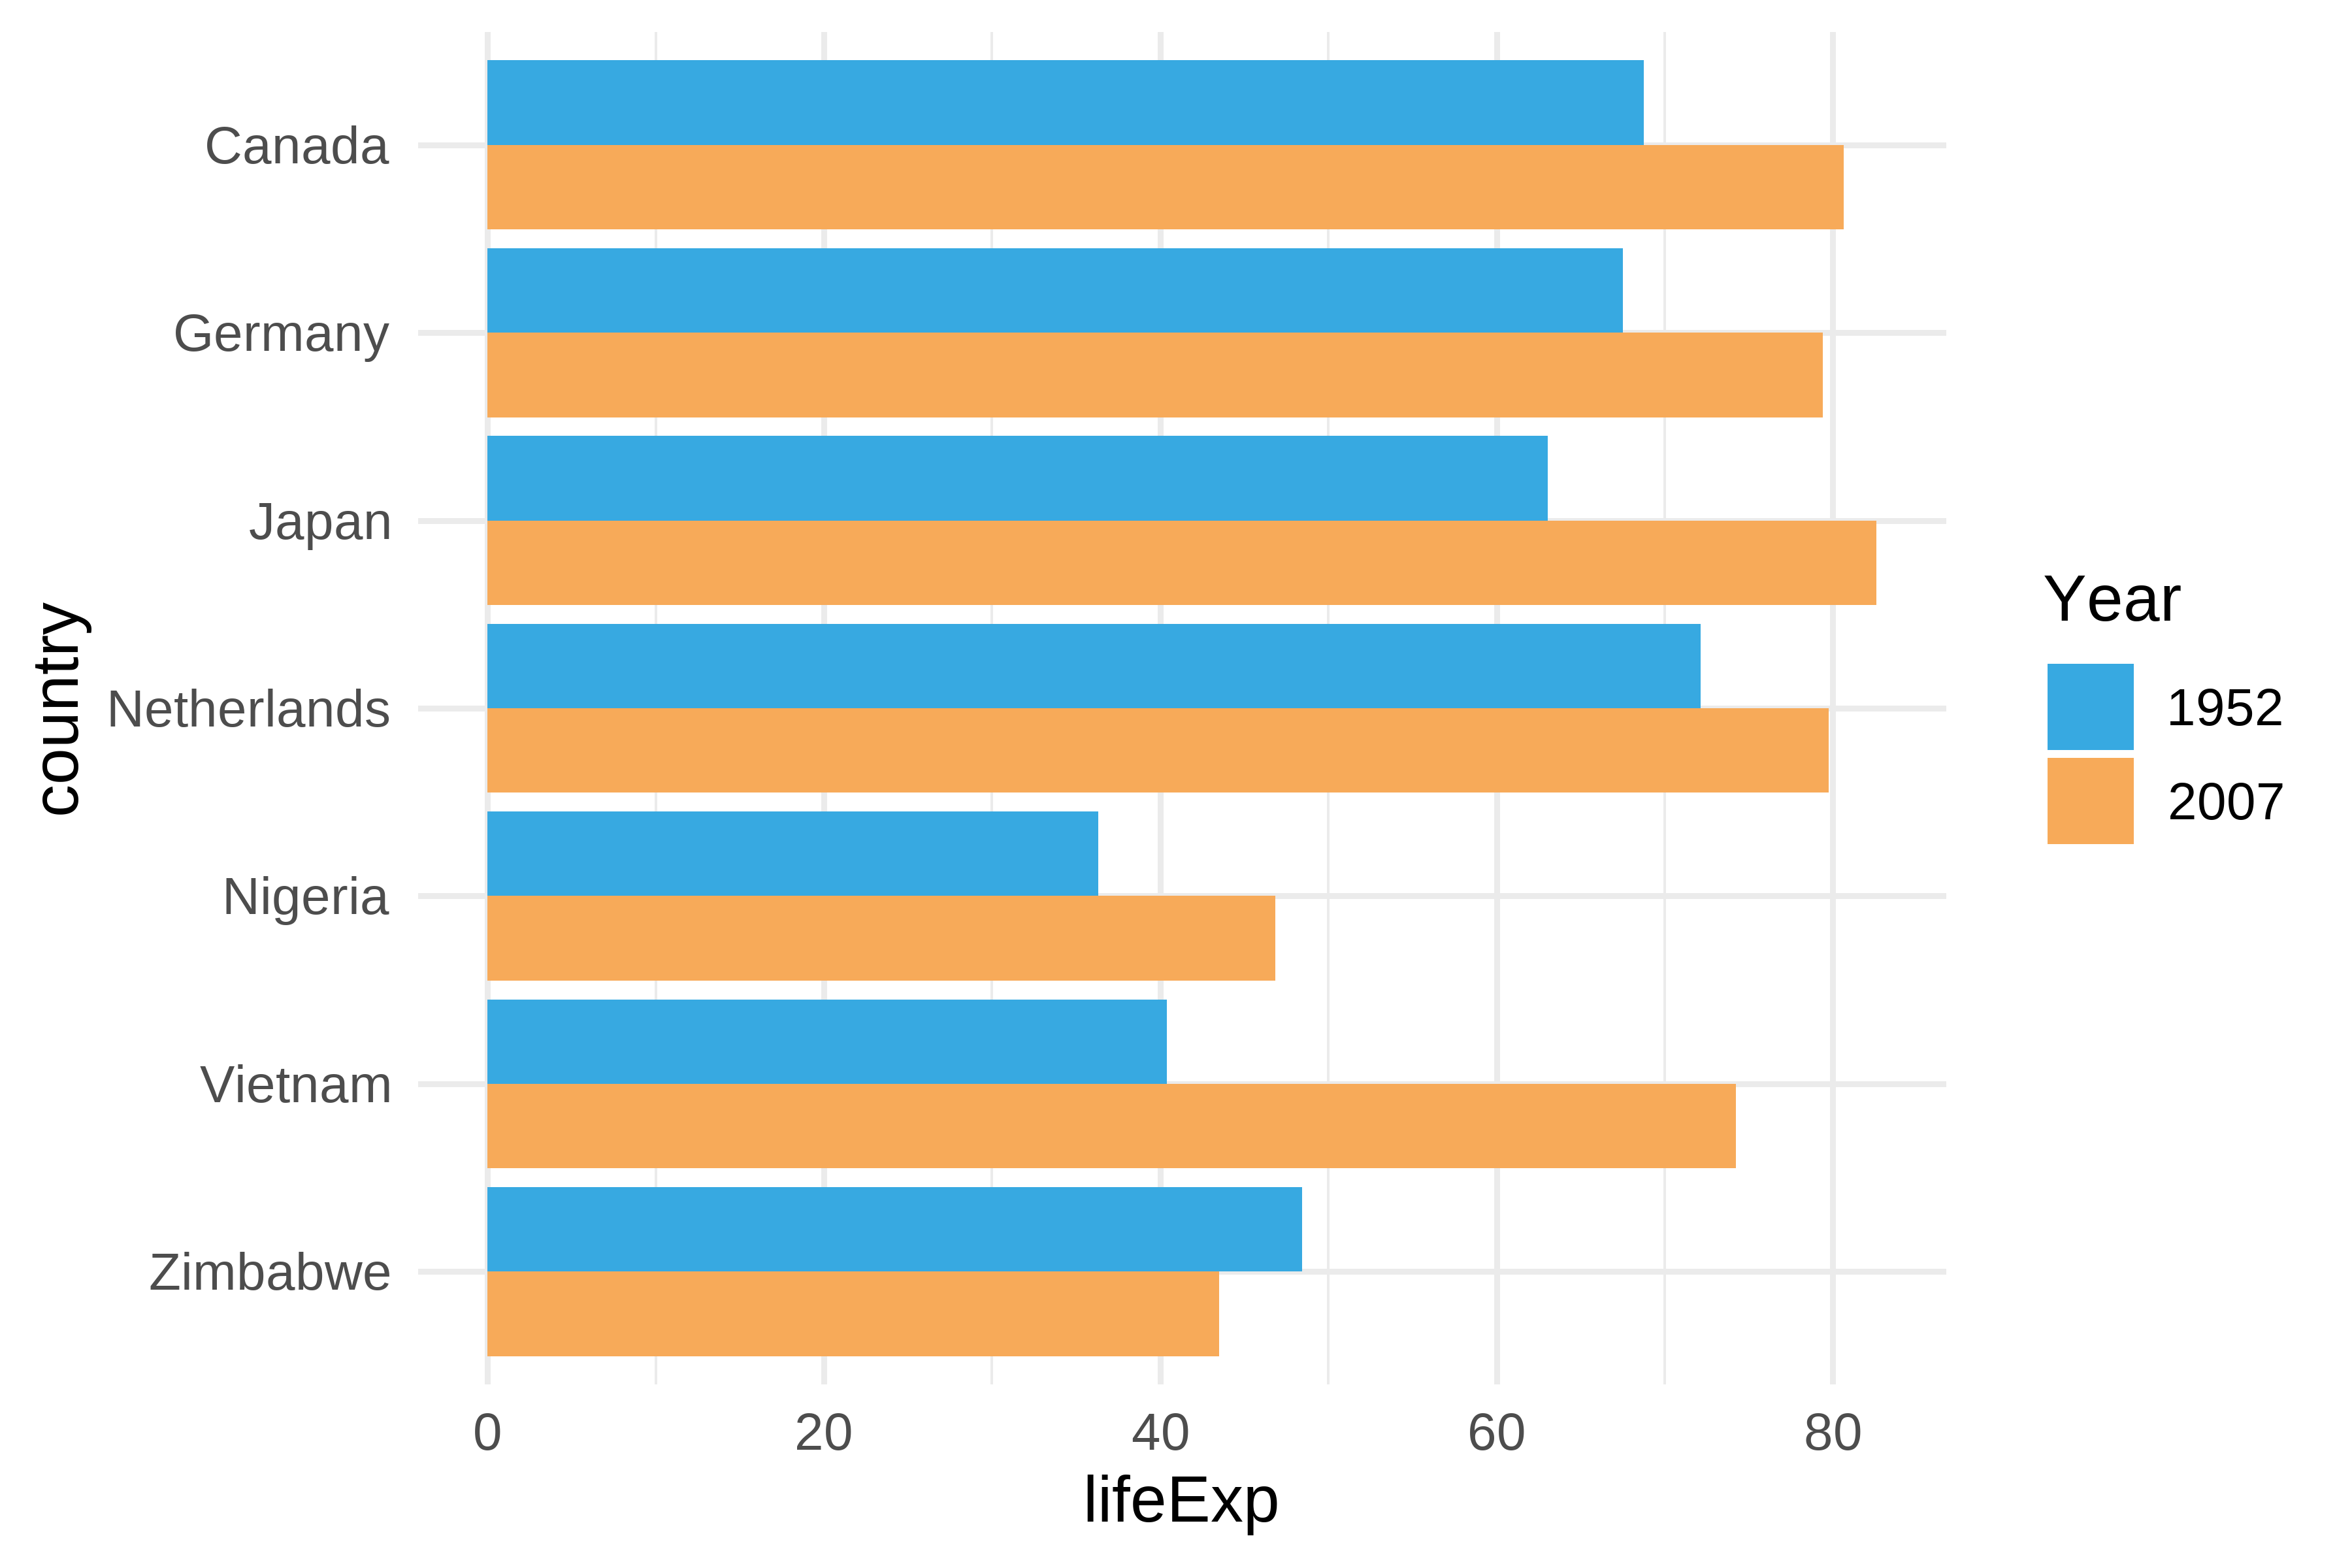 Canada
Germany
Japan
Netherlands
Nigeria
Vietnam
Zimbabwe
country
0 20 40 60 80
lifeExp
Year
1952
2007